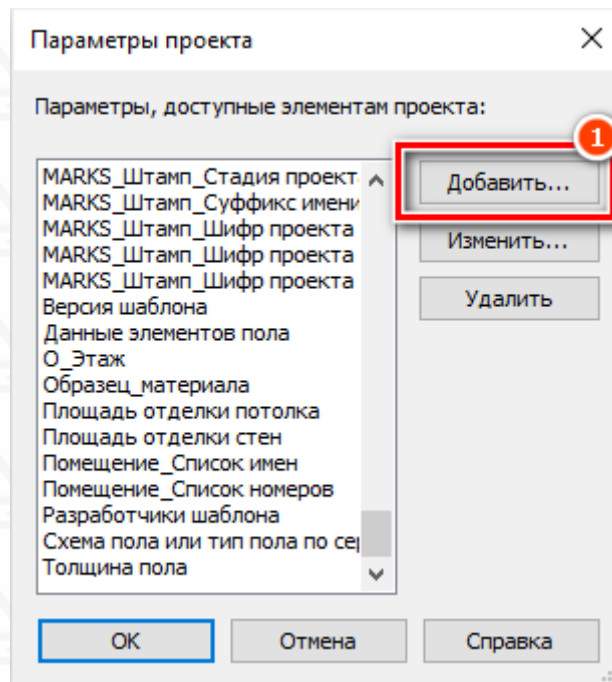 Параметры проекта
Параметры, доступные элементам проекта:
1
MARKS_Штамп_Стадия проект
MARKS_Штамп_Суффикс имени
MARKS_Штамп_Шифр проекта
MARKS_Штамп_Шифр проекта
MARKS_Штамп_Шифр проекта
Версия шаблона
Данные элементов пола
О_Этаж
Образец_материала
Площадь отделки потолка
Площадь отделки стен
Помещение_Список имен
Помещение_Список номеров
Разработчики шаблона
Схема пола или тип пола по сер
Толщина пола
Добавить...
Изменить...
Удалить
ОК
Отмена
Справка